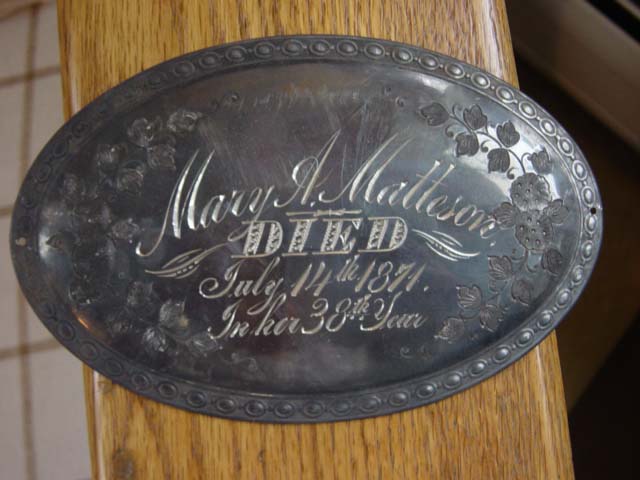 Mary A. Matteson.
DIED
July 14th 1871.
In her 38th Year